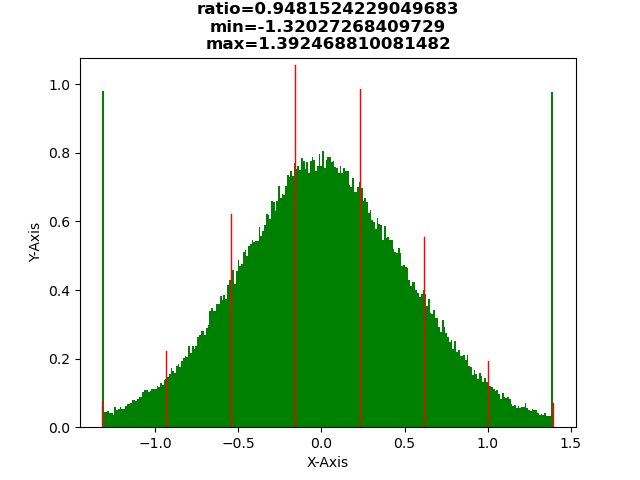 ratio=0.9481524229049683
min=-1.32027268409729
max=1.392468810081482
1.0
0.8
0.6
0.4
0.2
0.0
Y-Axis
−1.0 −0.5 0.0 0.5 1.0 1.5
X-Axis